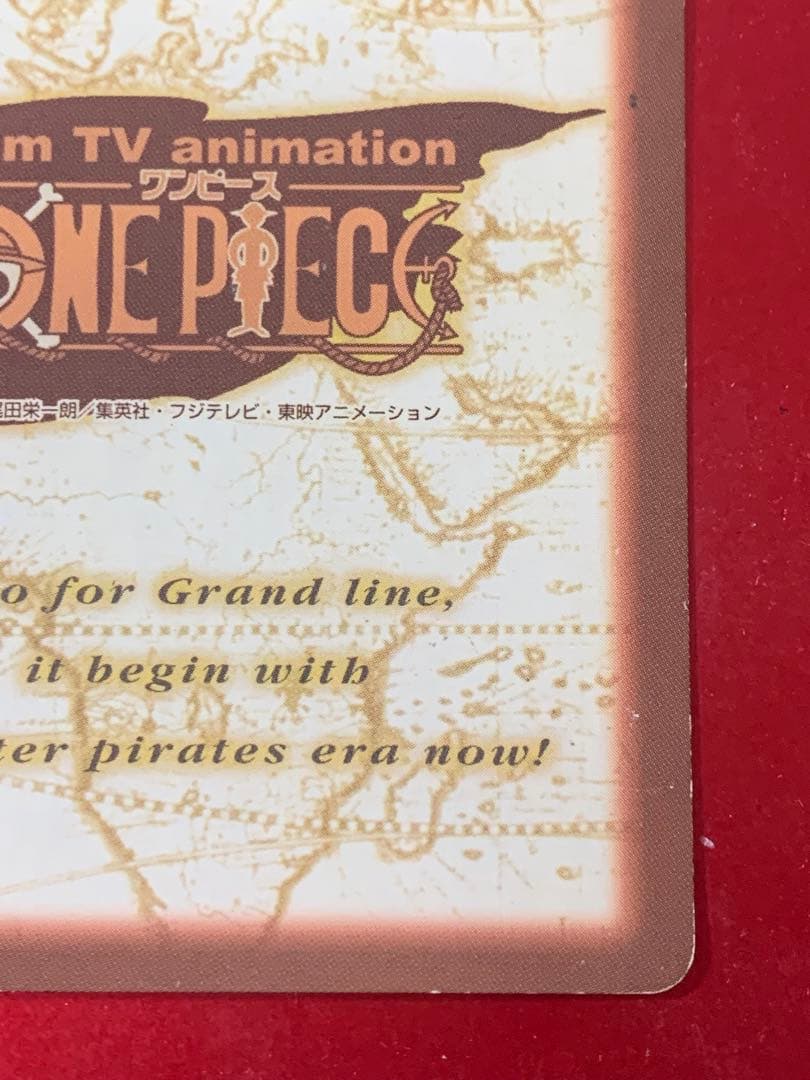 m TV animation
ワンピース
ONE PIECE
尾田栄一朗／集英社・フジテレビ・東映アニメーション
o for Grand line,
it begin with
ter pirates era now!